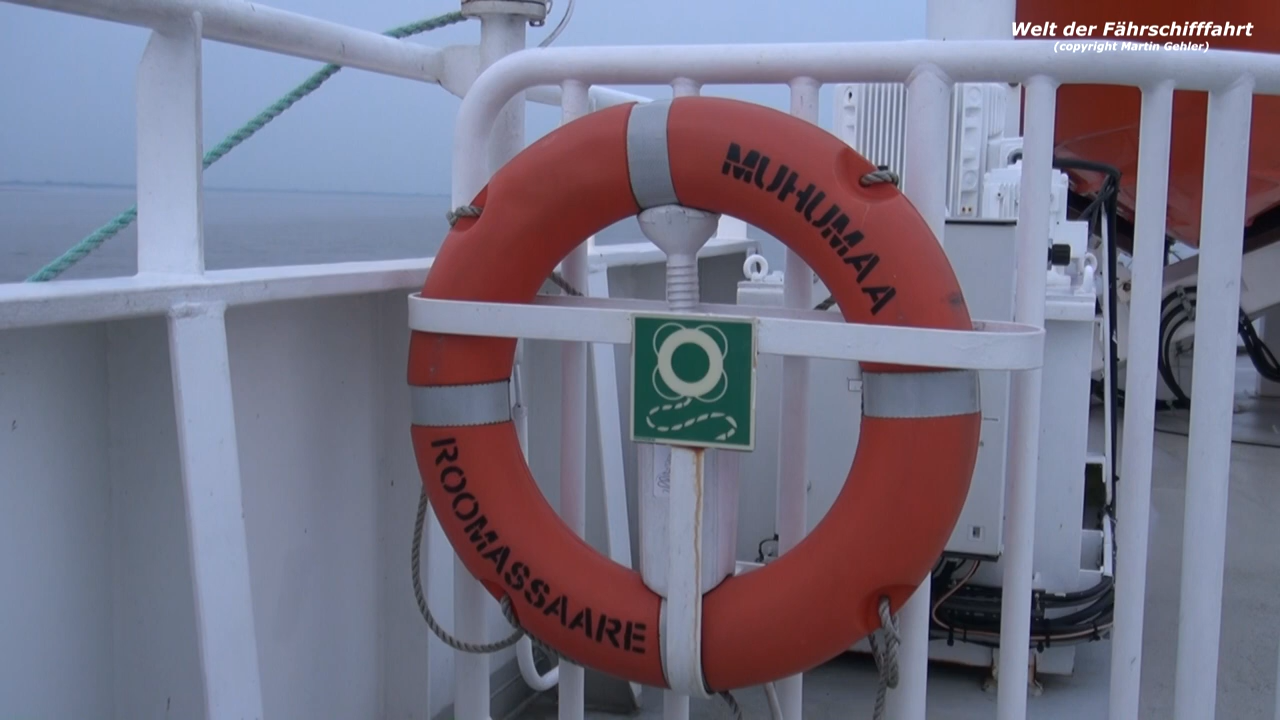 Welt der Fährschifffahrt
(copyright Martin Gehler)
MUHUMAA
ROOMASSAARE